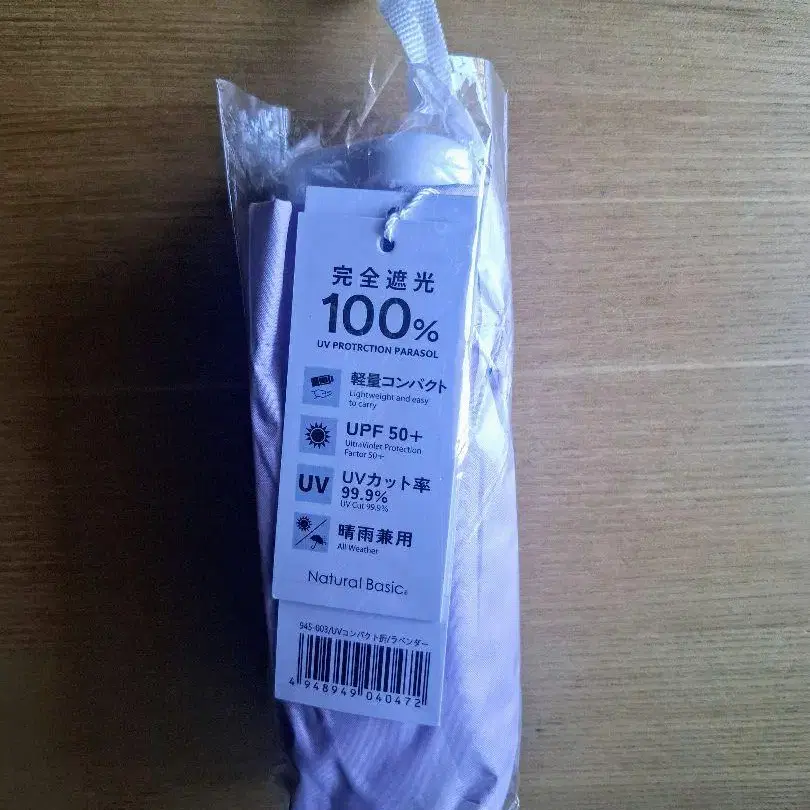 完全遮光
100%
UV PROTRCTION PARASOL
軽量コンパクト
Lightweight and easy
to carry
UPF 50+
UltraViolet Protection
Factor 50+
UV
UVカット率
99.9%
UV Cut 99.9%
晴雨兼用
All Weather
Natural Basic
945-003/UVコンパクト折/ラベンダー
4 948949 040472